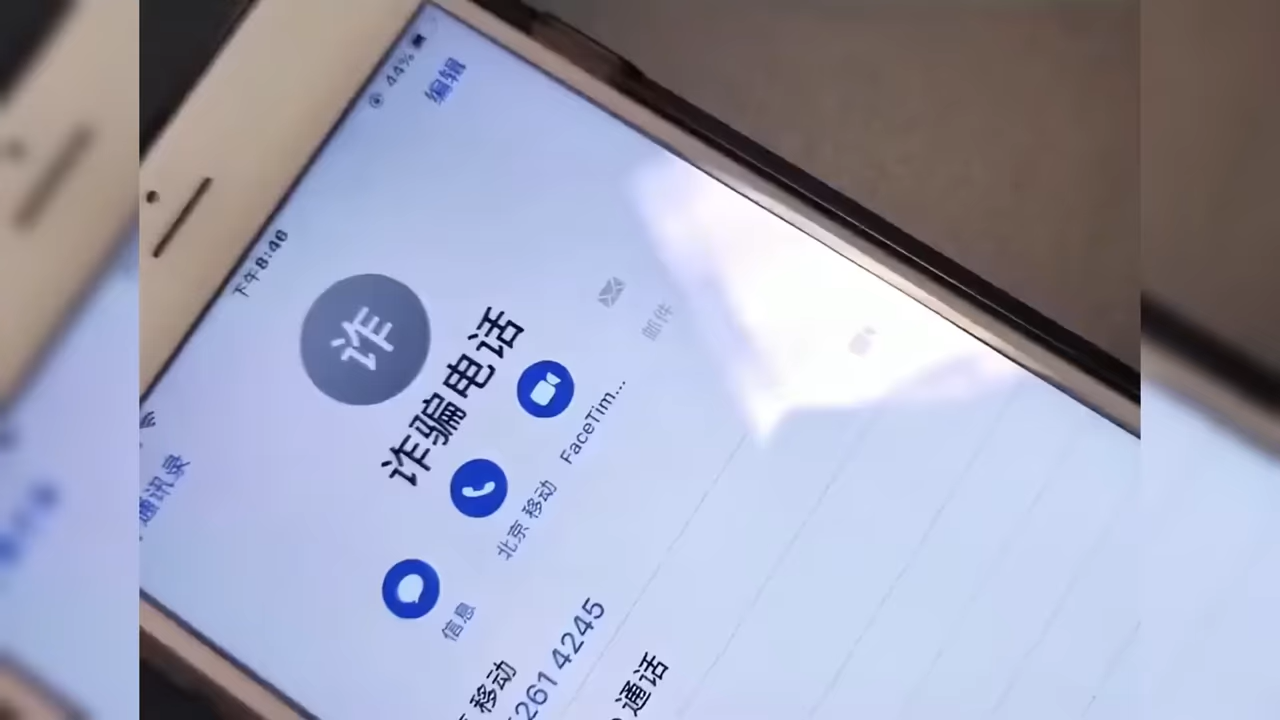 下午8:46
44%
通讯录
编辑
诈
诈骗电话
信息
北京 移动
FaceTim...
邮件
移动
261 4245
通话